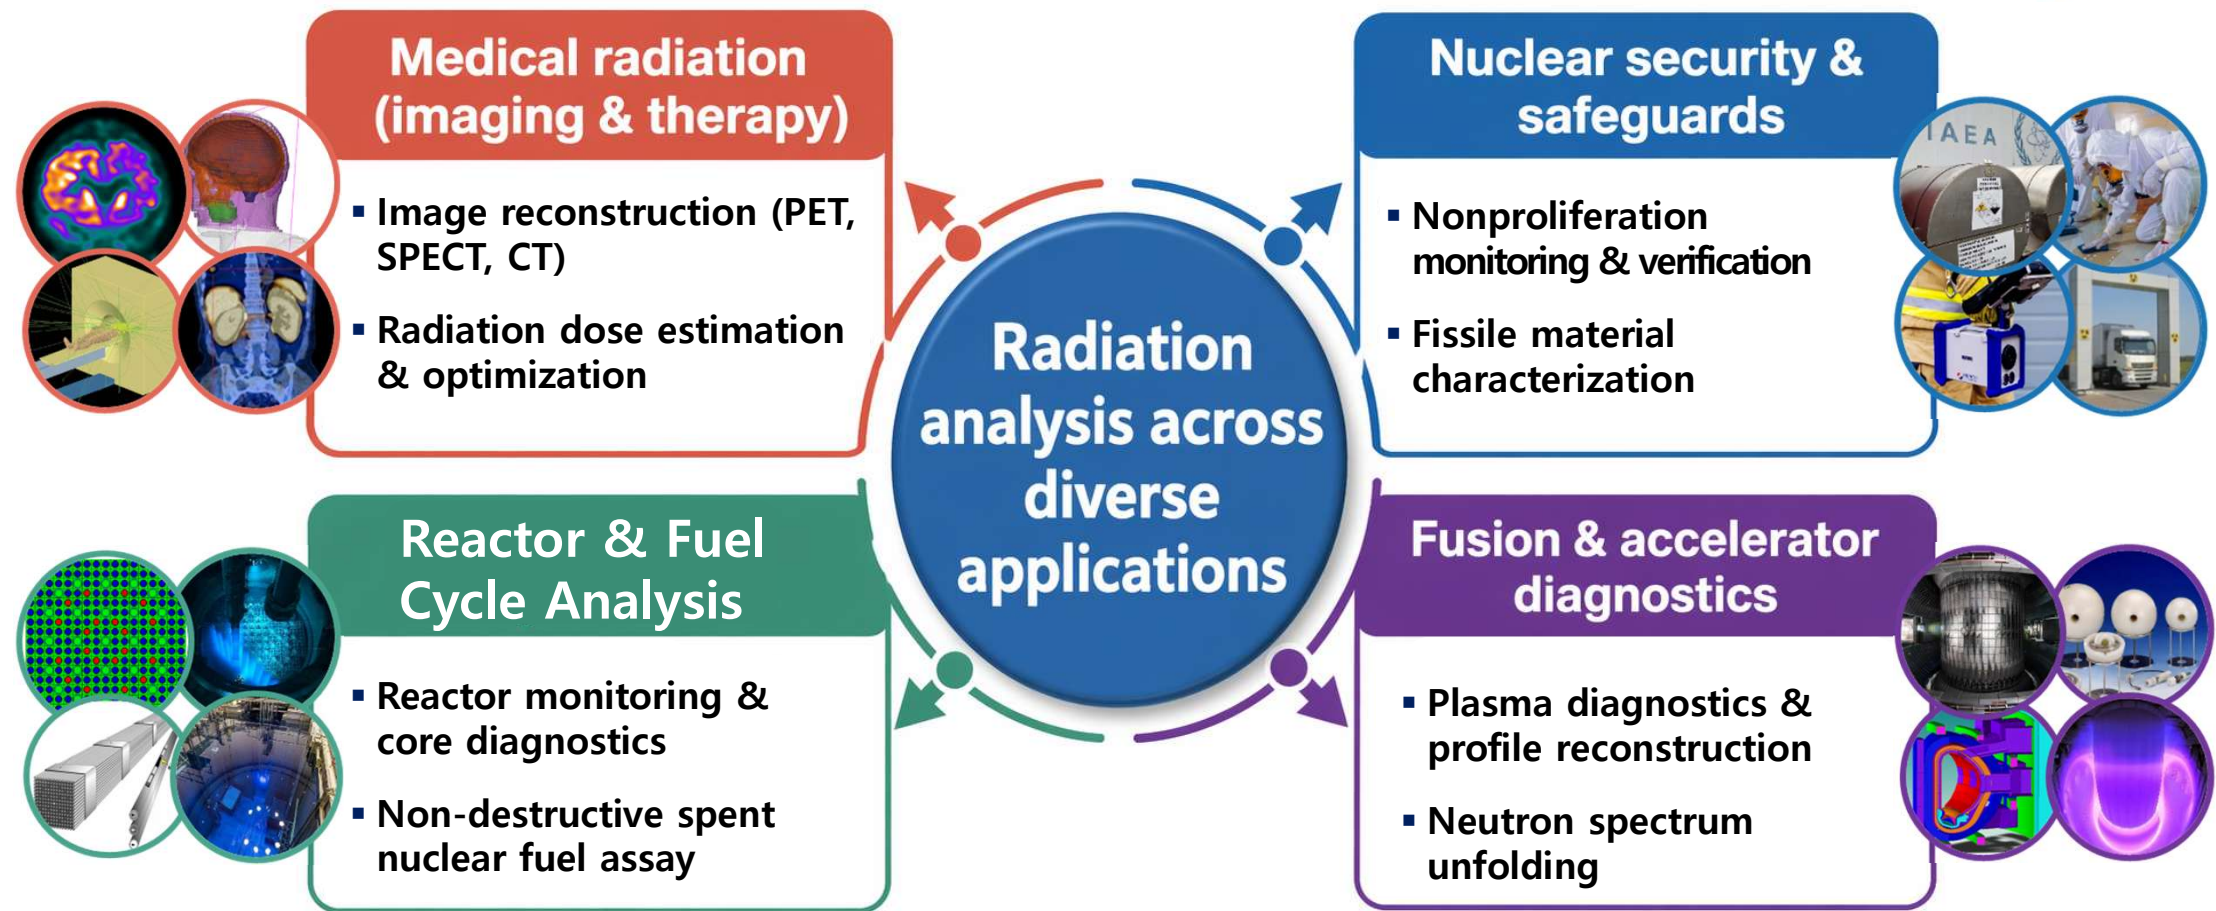 Medical radiation
(imaging & therapy)
▪ Image reconstruction (PET,
SPECT, CT)
▪ Radiation dose estimation
& optimization
Nuclear security &
safeguards
IAEA
▪ Nonproliferation
monitoring & verification
▪ Fissile material
characterization
Radiation
analysis across
diverse
applications
Reactor & Fuel
Cycle Analysis
▪ Reactor monitoring &
core diagnostics
▪ Non-destructive spent
nuclear fuel assay
Fusion & accelerator
diagnostics
▪ Plasma diagnostics &
profile reconstruction
▪ Neutron spectrum
unfolding